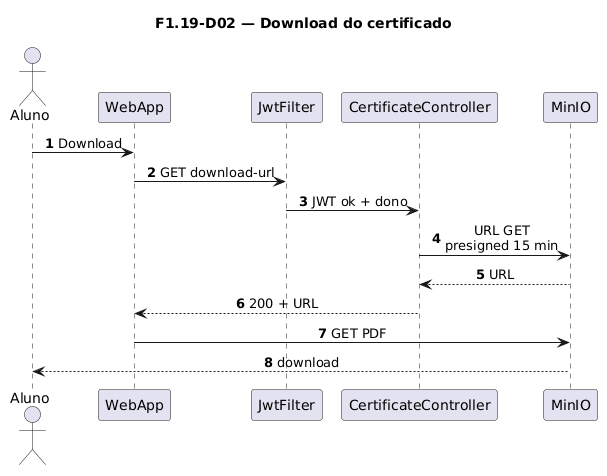 F1.19-D02 — Download do certificado
Aluno
WebApp
JwtFilter
CertificateController
MinIO
1 Download
2 GET download-url
3 JWT ok + dono
4 URL GET
presigned 15 min
5 URL
6 200 + URL
7 GET PDF
8 download
Aluno
WebApp
JwtFilter
CertificateController
MinIO